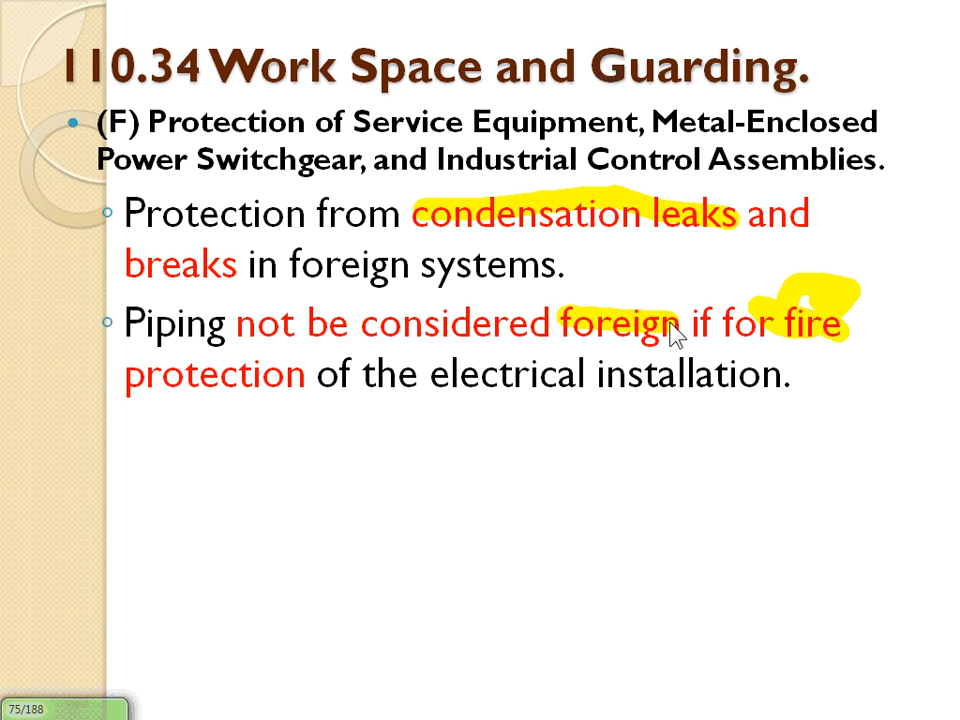 110.34 Work Space and Guarding.
• (F) Protection of Service Equipment, Metal-Enclosed
Power Switchgear, and Industrial Control Assemblies.
◦ Protection from condensation leaks and
breaks in foreign systems.
◦ Piping not be considered foreign if for fire
protection of the electrical installation.
75/188